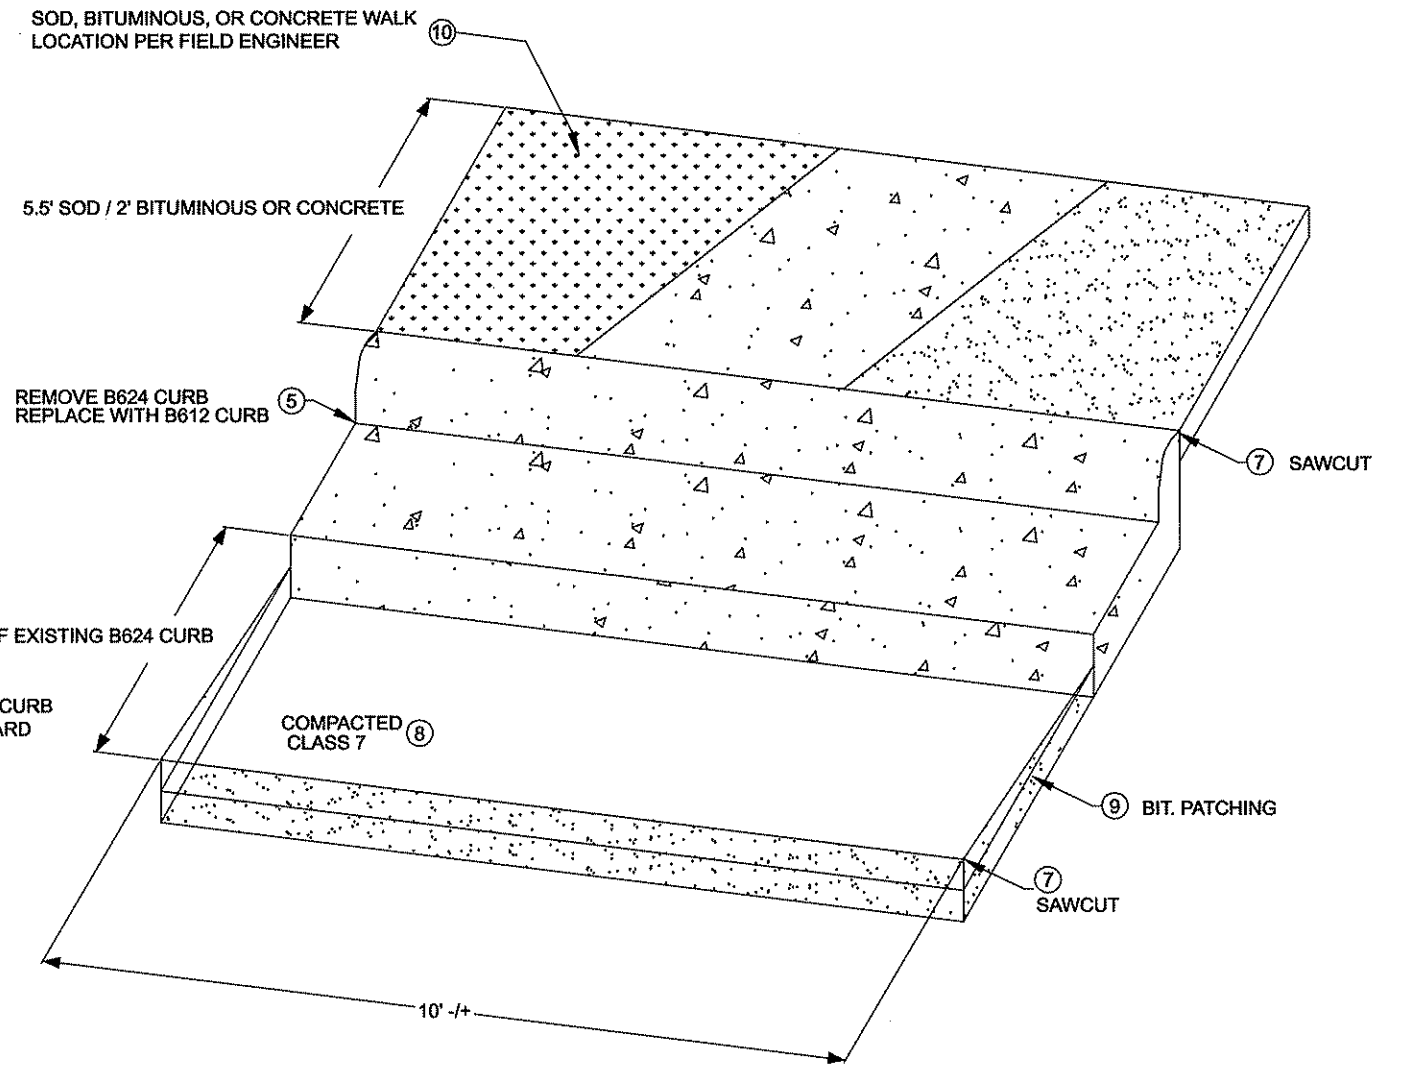 SOD, BITUMINOUS, OR CONCRETE WALK
LOCATION PER FIELD ENGINEER
10
5.5' SOD / 2' BITUMINOUS OR CONCRETE
REMOVE B624 CURB
REPLACE WITH B612 CURB
5
7 SAWCUT
F EXISTING B624 CURB
CURB
ARD
COMPACTED
CLASS 7
8
9 BIT. PATCHING
7
SAWCUT
10' -/+